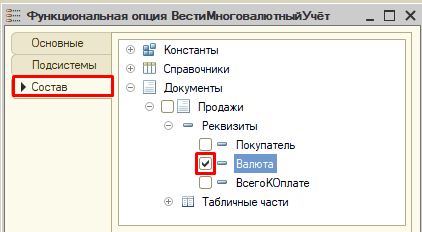 Функциональная опция ВестиМноговалютныйУчёт
Основные
Подсистемы
Состав
Константы
Справочники
Документы
Продажи
Реквизиты
Покупатель
Валюта
ВсегоКОплате
Табличные части